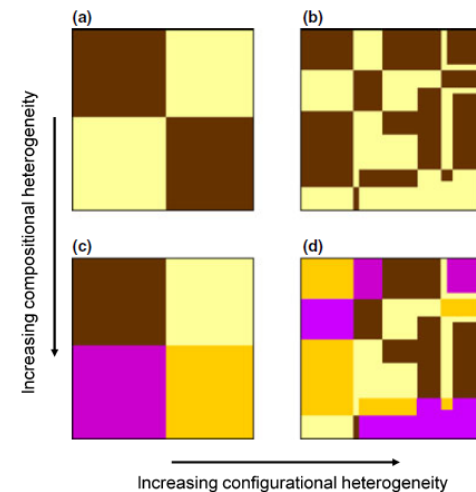 (a)
(b)
Increasing compositional heterogeneity
(c)
(d)
Increasing configurational heterogeneity